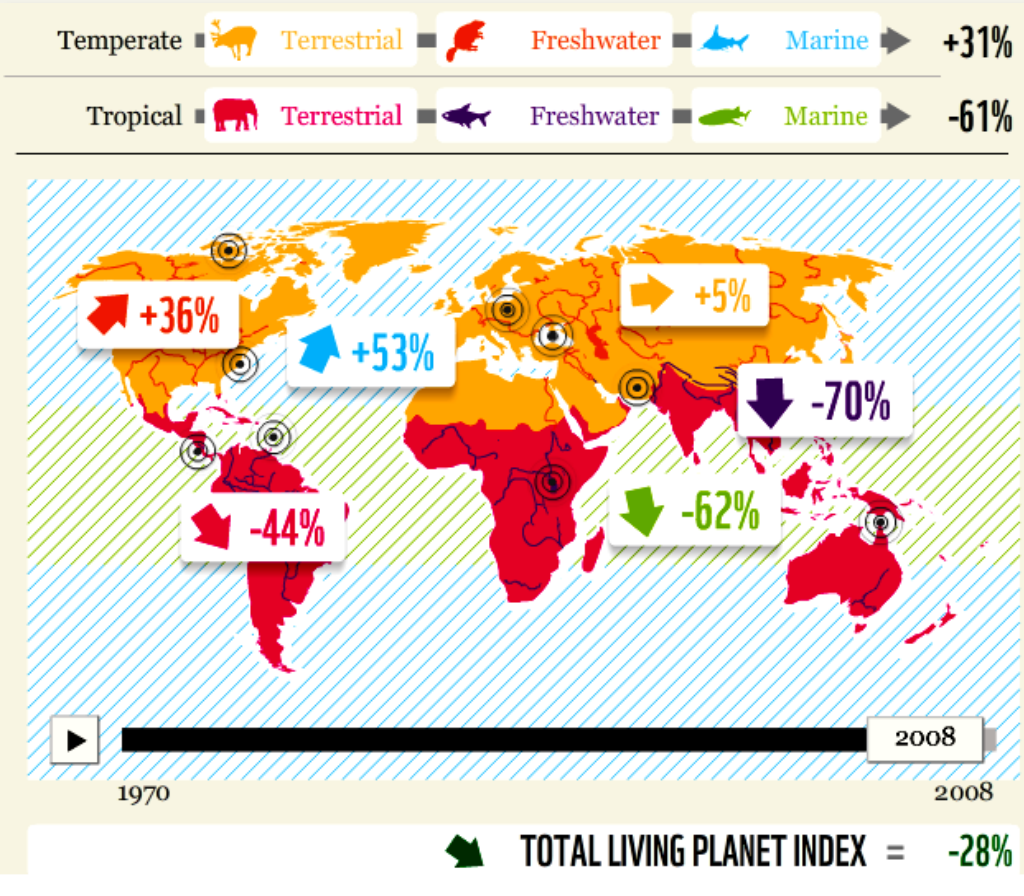 Temperate Terrestrial Freshwater Marine +31%
Tropical Terrestrial Freshwater Marine -61%
+5%
+36%
+53%
-70%
-62%
-44%
2008
1970 2008
TOTAL LIVING PLANET INDEX = -28%